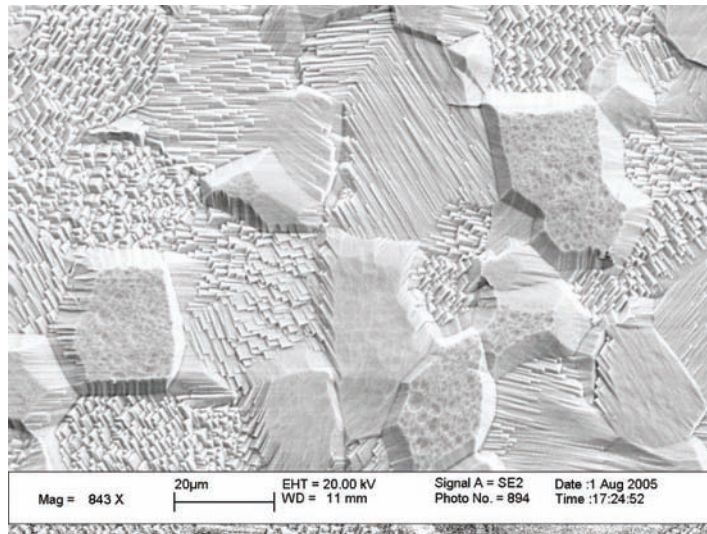 20µm EHT = 20.00 kV Signal A = SE2 Date :1 Aug 2005
Mag = 843 X WD = 11 mm Photo No. = 894 Time :17:24:52